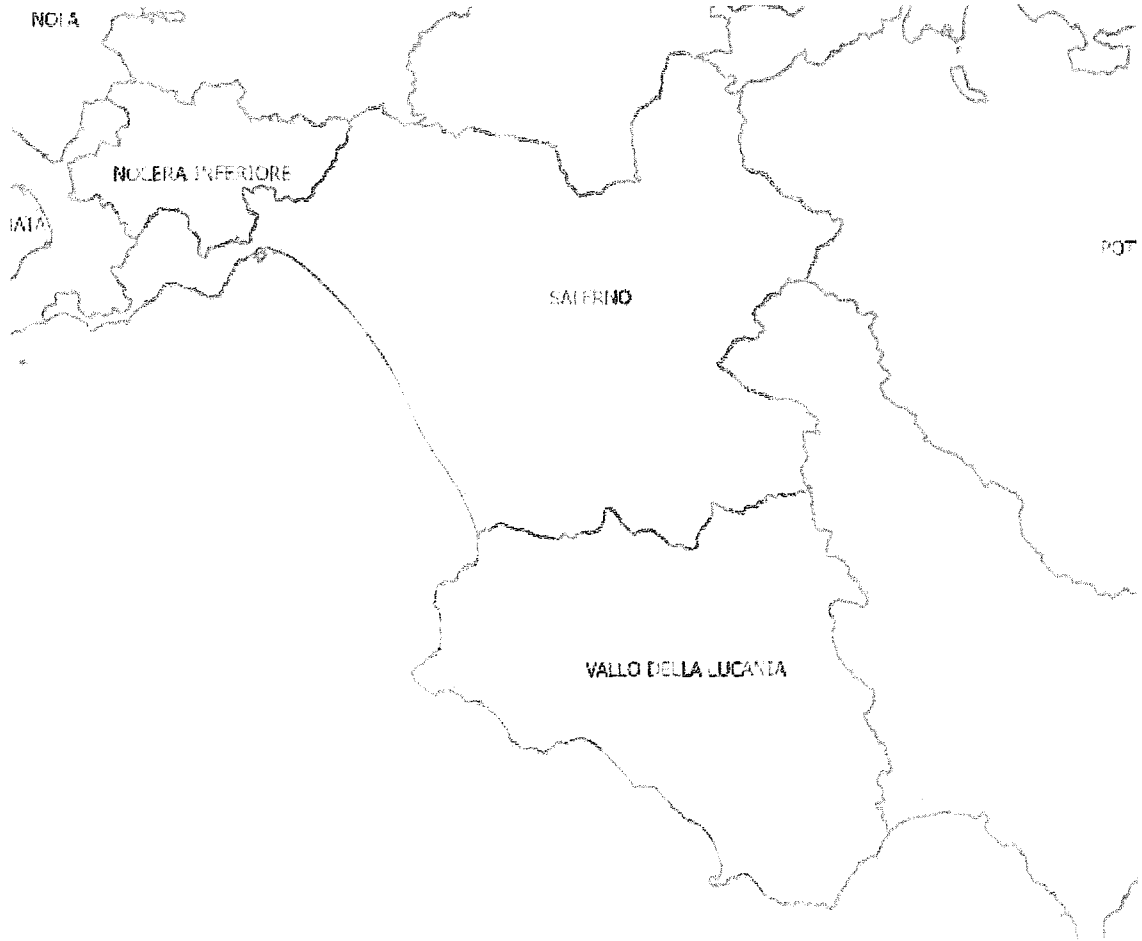 NOLA
NOCERA INFERIORE
IATA
POT
SALERNO
VALLO DELLA LUCANIA